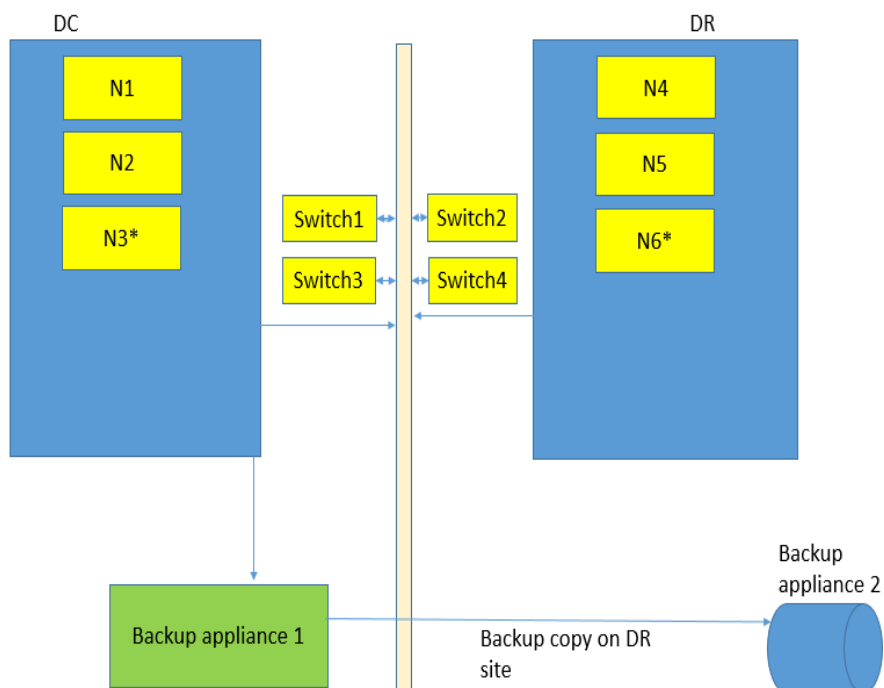 DC
DR
N1
N2
N3*
N4
N5
N6*
Switch1
Switch2
Switch3
Switch4
Backup appliance 1
Backup copy on DR
site
Backup
appliance 2